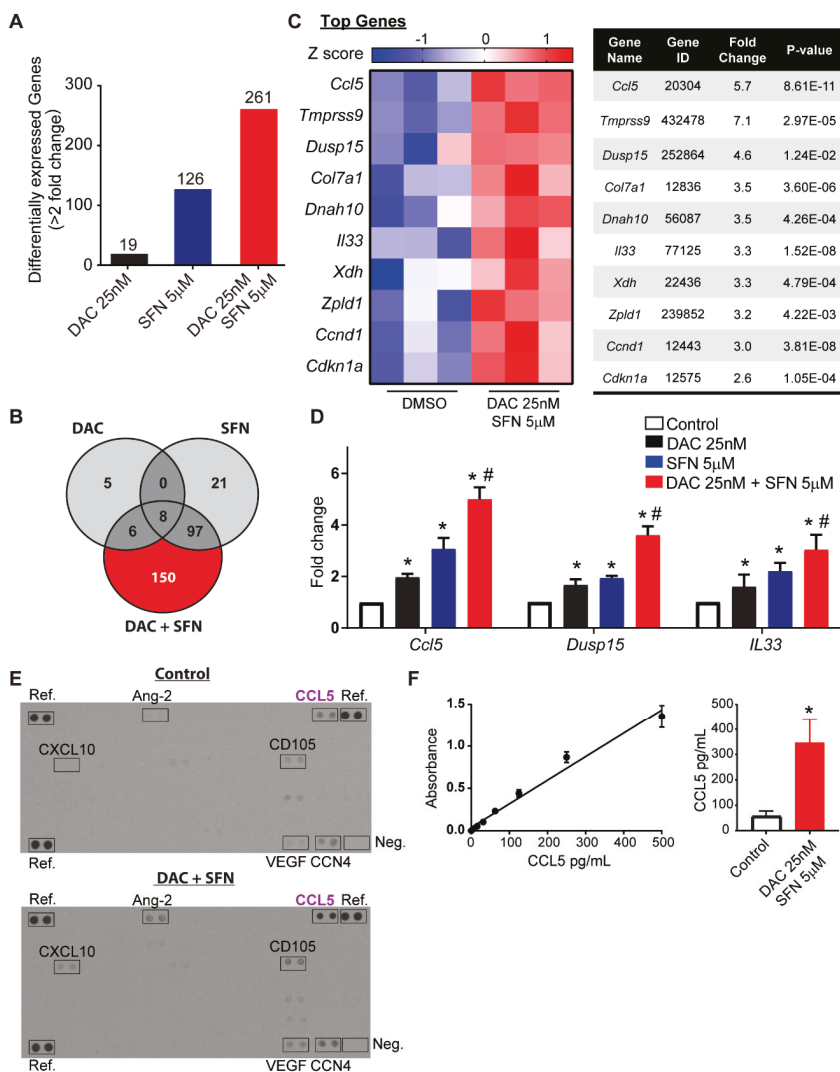 A
Differentially expressed Genes
(>2 fold change)
300
200
100
0
19
126
261
DAC 25nM
SFN 5µM
DAC 25nM
SFN 5µM
B
DAC
SFN
5
0
21
8
6
97
150
DAC + SFN
C
Top Genes
Z score
-1
0
1
Ccl5
Tmprss9
Dusp15
Col7a1
Dnah10
Il33
Xdh
Zpld1
Ccnd1
Cdkn1a
DMSO
DAC 25nM
SFN 5µM
Gene Name Gene ID Fold Change P-value
Ccl5 20304 5.7 8.61E-11
Tmprss9 432478 7.1 2.97E-05
Dusp15 252864 4.6 1.24E-02
Col7a1 12836 3.5 3.60E-06
Dnah10 56087 3.5 4.26E-04
Il33 77125 3.3 1.52E-08
Xdh 22436 3.3 4.79E-04
Zpld1 239852 3.2 4.22E-03
Ccnd1 12443 3.0 3.81E-08
Cdkn1a 12575 2.6 1.05E-04
D
Control
DAC 25nM
SFN 5µM
DAC 25nM + SFN 5µM
Fold change
6
4
2
0
* * * #
* * * #
* * * #
Ccl5 Dusp15 IL33
E
Control
Ref. Ang-2 CCL5 Ref.
CXCL10 CD105
Neg.
Ref. VEGF CCN4
DAC + SFN
Ref. Ang-2 CCL5 Ref.
CXCL10 CD105
Neg.
Ref. VEGF CCN4
F
Absorbance
1.5
1.0
0.5
0.0
0 100 200 300 400 500
CCL5 pg/mL
CCL5 pg/mL
500
400
300
200
100
0
*
Control
DAC 25nM
SFN 5µM